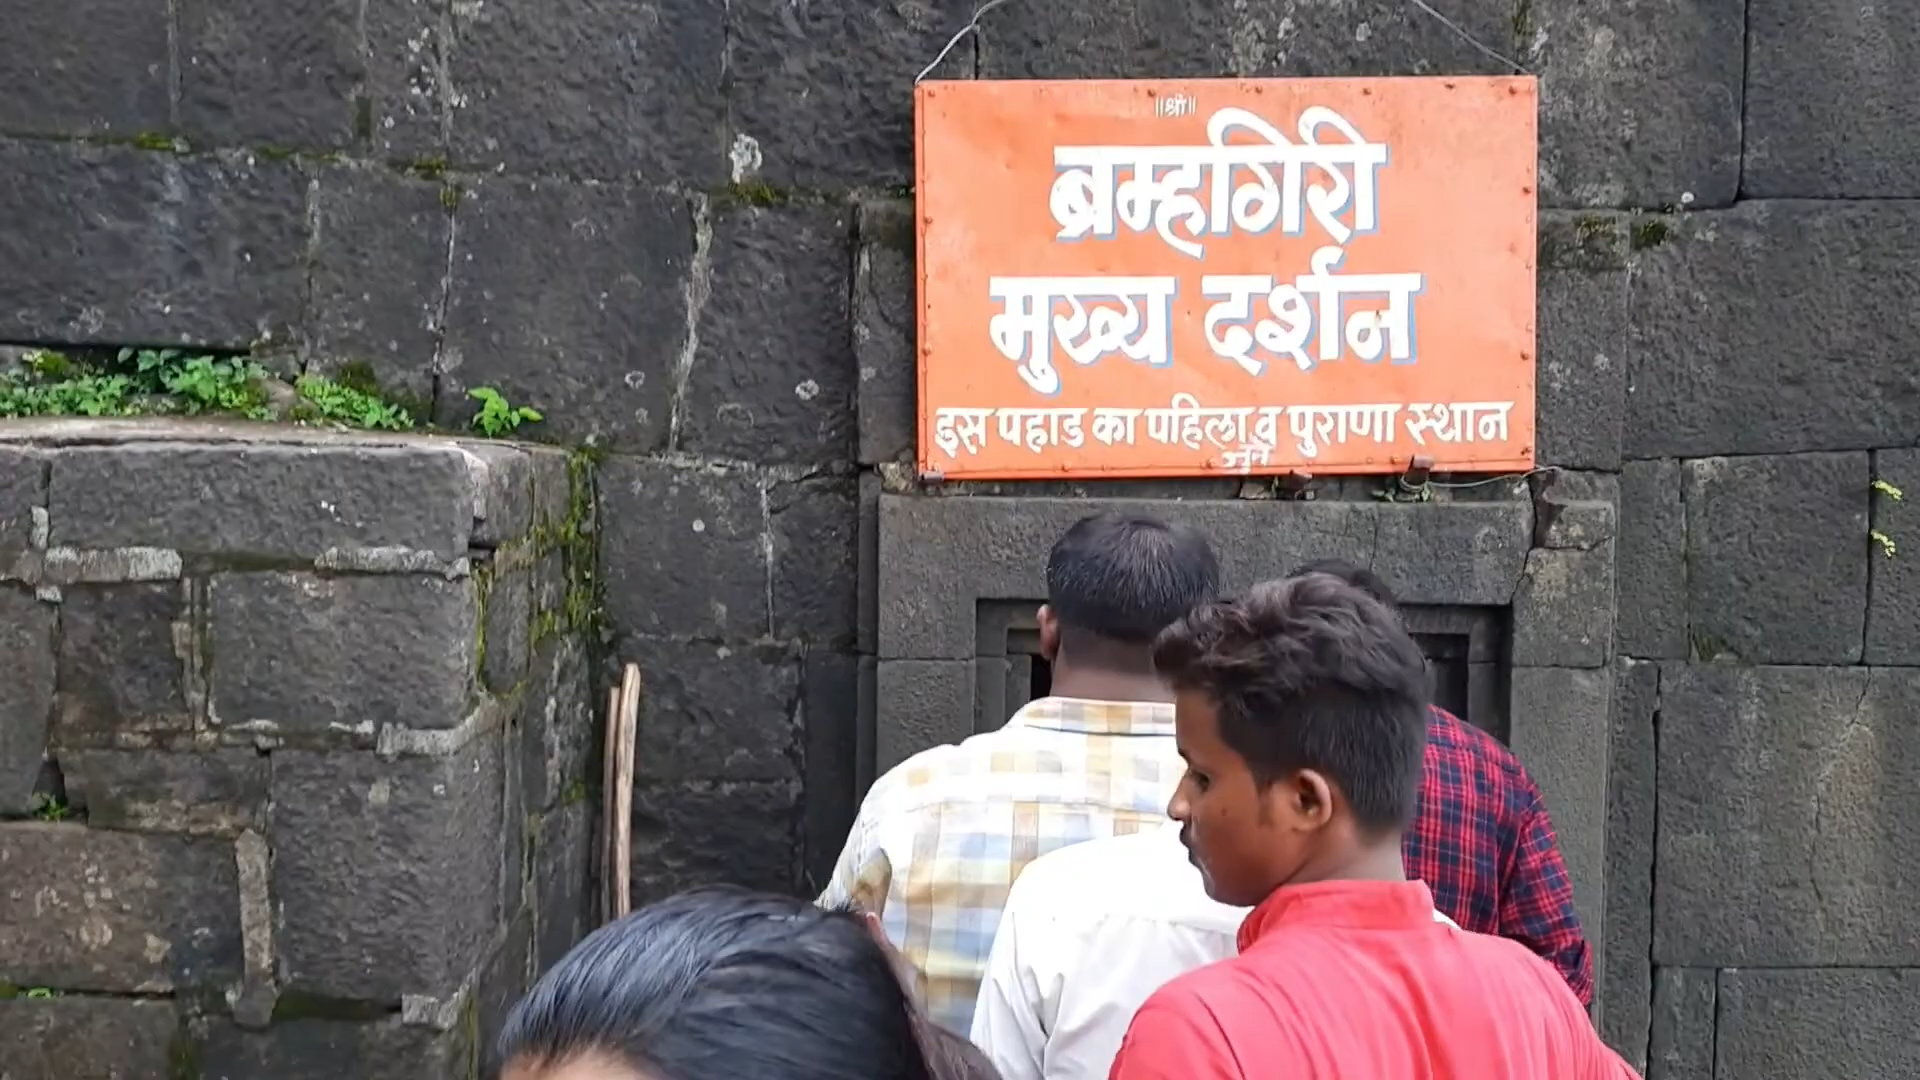 ॥श्री॥
ब्रम्हगिरी
मुख्य दर्शन
इस पहाड का पहिला व पुराणा स्थान
जुने